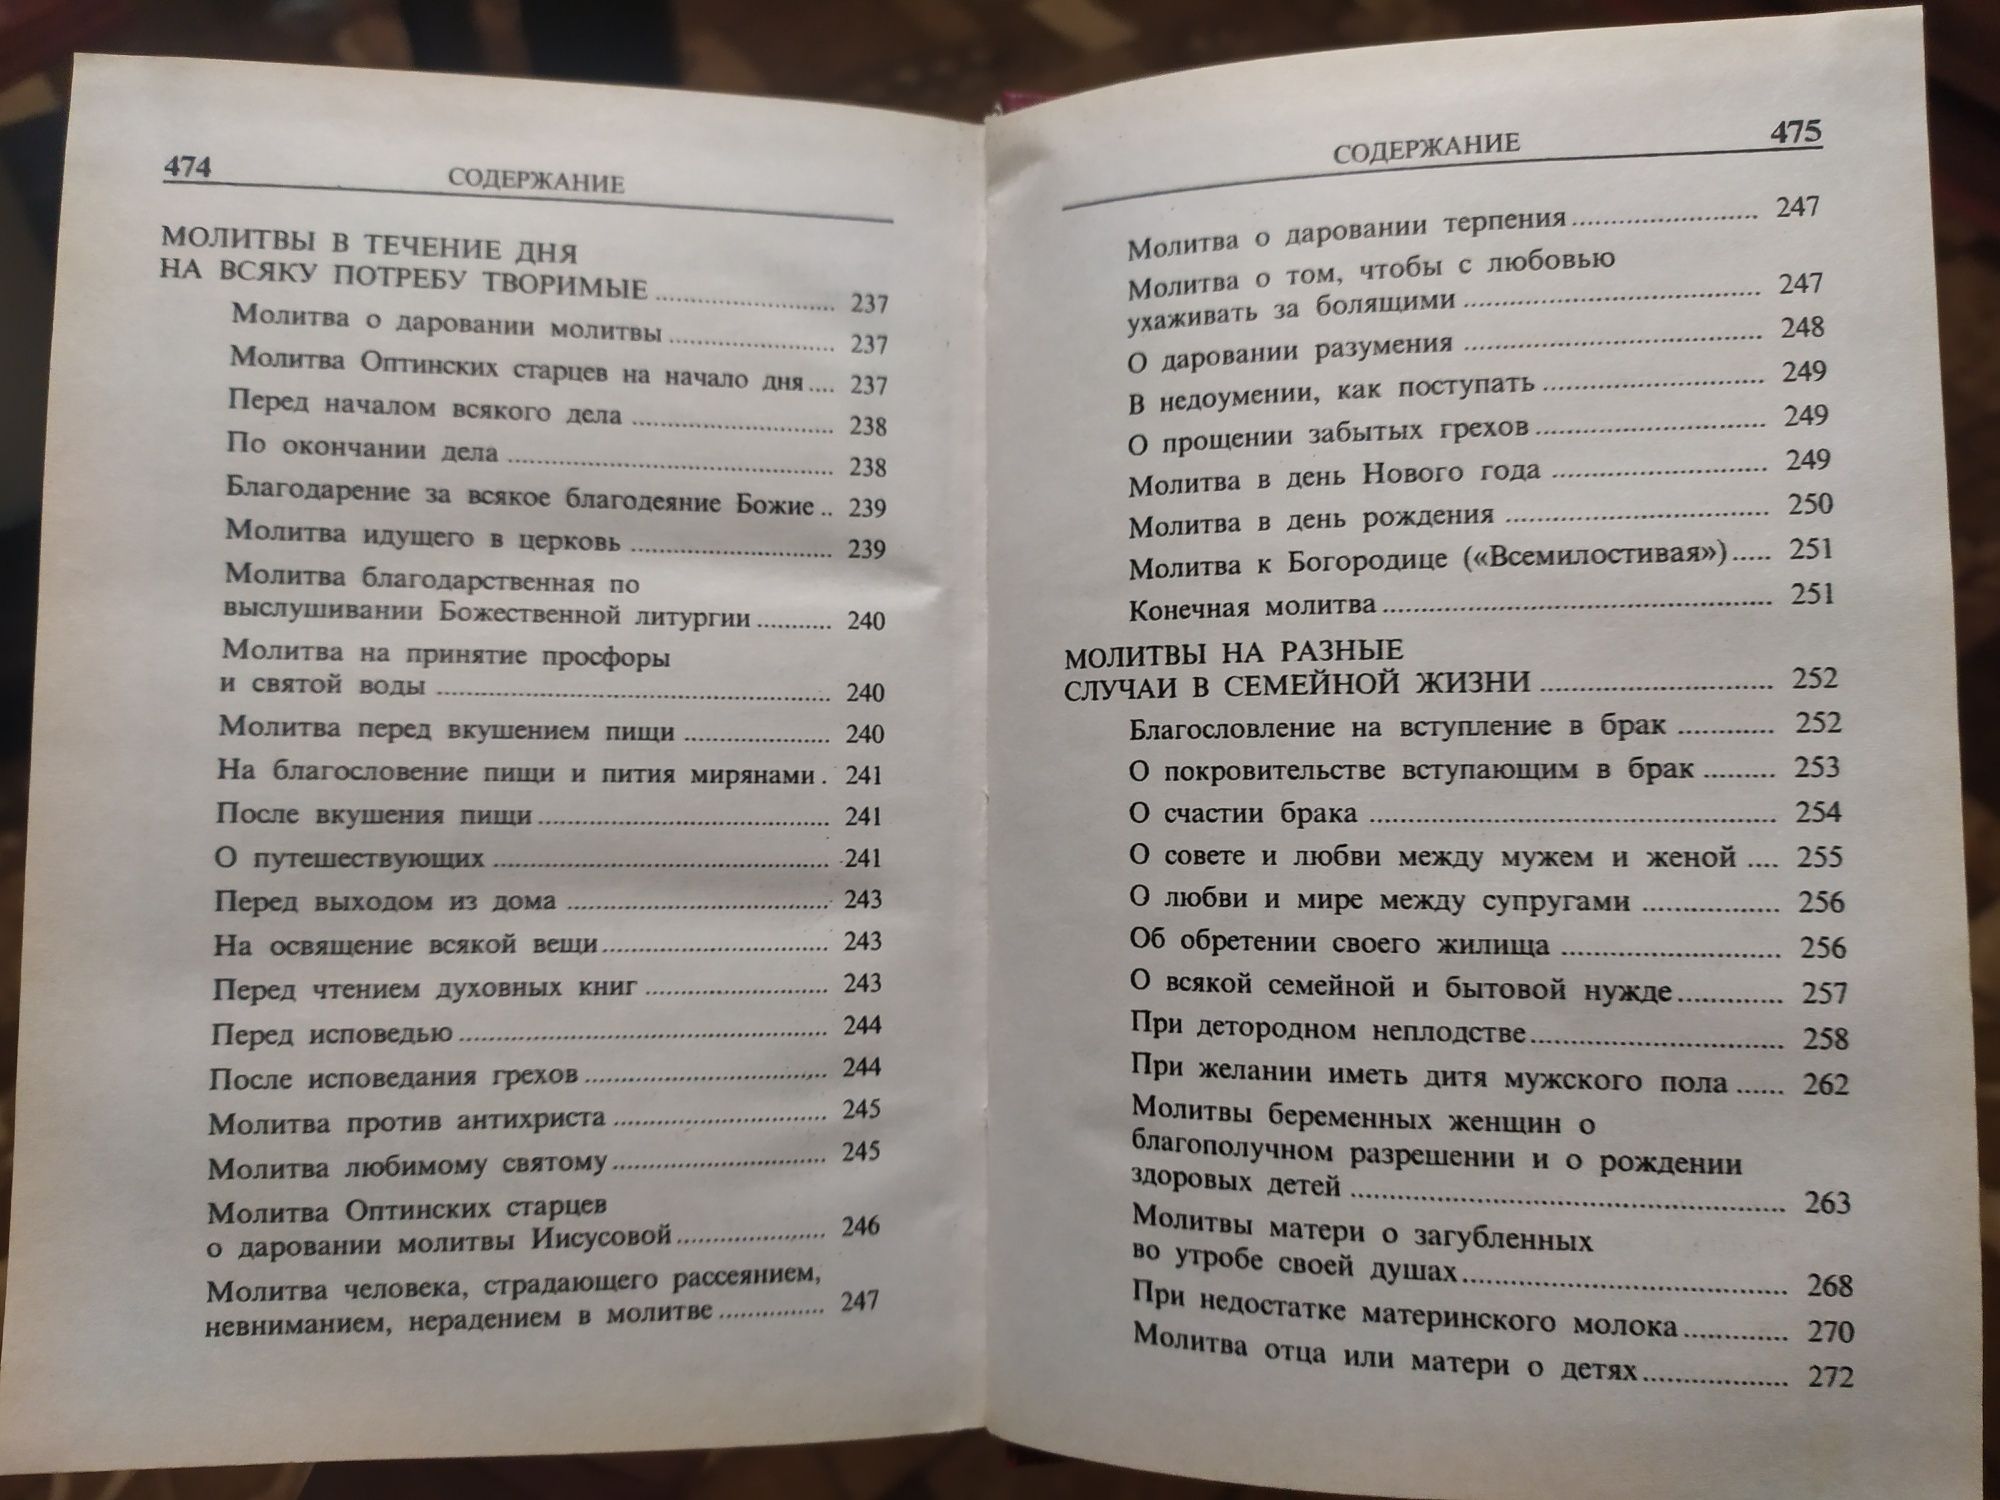 474
СОДЕРЖАНИЕ
МОЛИТВЫ В ТЕЧЕНИЕ ДНЯ
НА ВСЯКУ ПОТРЕБУ ТВОРИМЫЕ ........ 237
Молитва о даровании молитвы ........ 237
Молитва Оптинских старцев на начало дня .... 237
Перед началом всякого дела ........ 238
По окончании дела ........ 238
Благодарение за всякое благодеяние Божие .. 239
Молитва идущего в церковь ........ 239
Молитва благодарственная по
выслушивании Божественной литургии ........ 240
Молитва на принятие просфоры
и святой воды ........ 240
Молитва перед вкушением пищи ........ 240
На благословение пищи и пития мирянами . 241
После вкушения пищи ........ 241
О путешествующих ........ 241
Перед выходом из дома ........ 243
На освящение всякой вещи ........ 243
Перед чтением духовных книг ........ 243
Перед исповедью ........ 244
После исповедания грехов ........ 244
Молитва против антихриста ........ 245
Молитва любимому святому ........ 245
Молитва Оптинских старцев
о даровании молитвы Иисусовой ........ 246
Молитва человека, страдающего рассеянием,
невниманием, нерадением в молитве ........ 247
СОДЕРЖАНИЕ
475
Молитва о даровании терпения ........ 247
Молитва о том, чтобы с любовью
ухаживать за болящими ........ 247
О даровании разумения ........ 248
В недоумении, как поступать ........ 249
О прощении забытых грехов ........ 249
Молитва в день Нового года ........ 249
Молитва в день рождения ........ 250
Молитва к Богородице («Всемилостивая») ..... 251
Конечная молитва ........ 251
МОЛИТВЫ НА РАЗНЫЕ
СЛУЧАИ В СЕМЕЙНОЙ ЖИЗНИ ........ 252
Благословление на вступление в брак ........ 252
О покровительстве вступающим в брак ........ 253
О счастии брака ........ 254
О совете и любви между мужем и женой .... 255
О любви и мире между супругами ........ 256
Об обретении своего жилища ........ 256
О всякой семейной и бытовой нужде ........ 257
При детородном неплодстве ........ 258
При желании иметь дитя мужского пола ...... 262
Молитвы беременных женщин о
благополучном разрешении и о рождении
здоровых детей ........ 263
Молитвы матери о загубленных
во утробе своей душах ........ 268
При недостатке материнского молока ........ 270
Молитва отца или матери о детях ........ 272